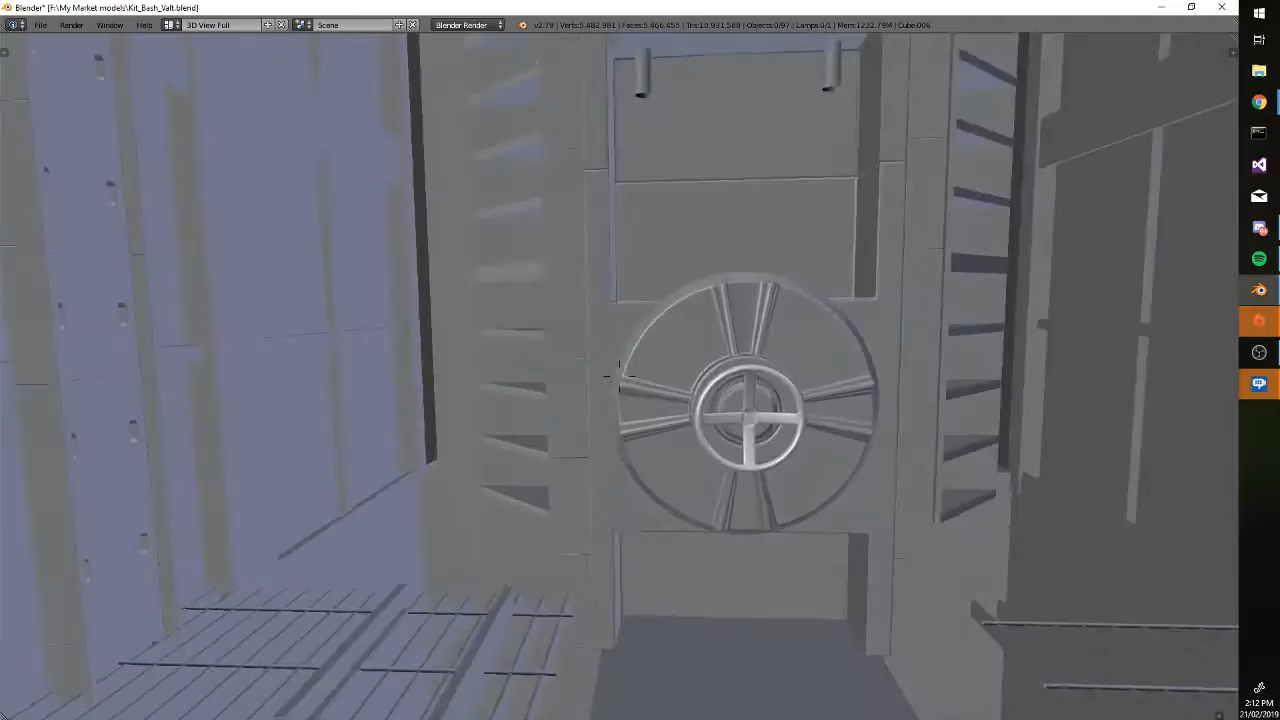 Blender* [F:\My Market models\Kit_Bash_Valt.blend]
File Render Window Help 3D View Full Scene Blender Render v2.79 | Verts:5,482,981 | Faces:5,466,455 | Tris:10,931,588 | Objects:0/97 | Lamps:0/1 | Mem:1232.79M | Cube.006
2:12 PM
21/02/2019